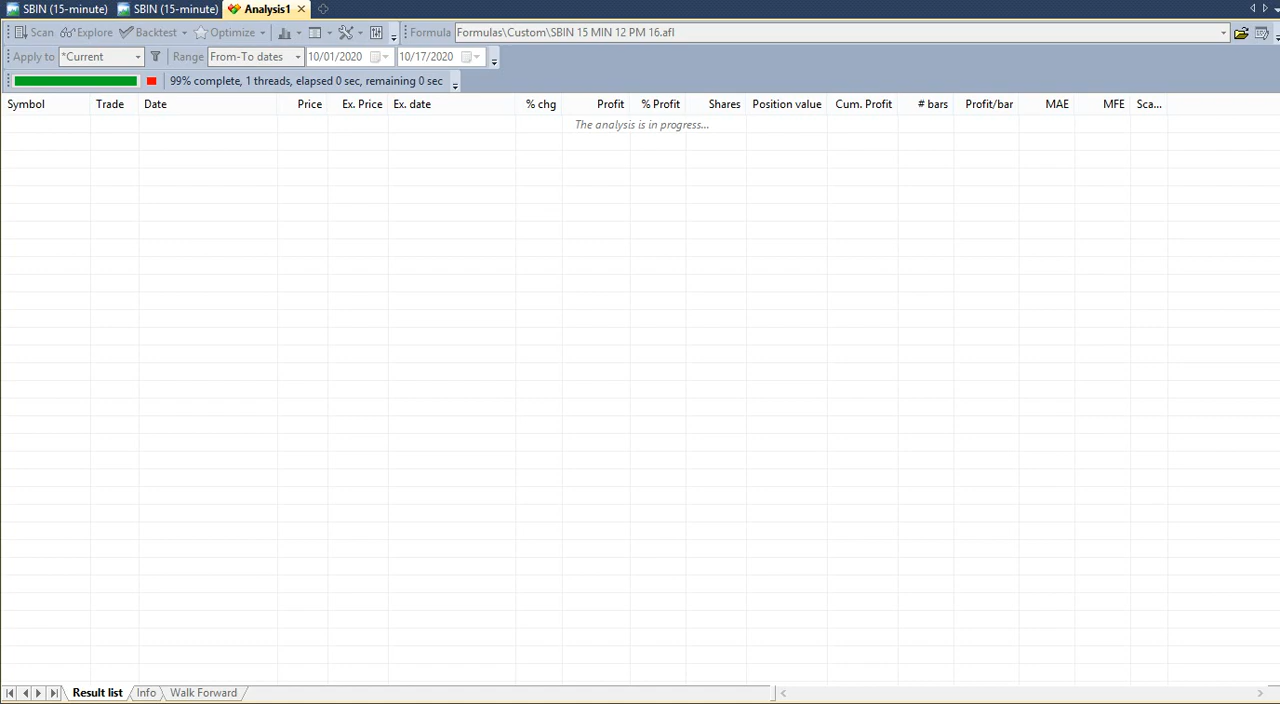 SBIN (15-minute) SBIN (15-minute) Analysis1
Scan Explore Backtest Optimize Formula Formulas\Custom\SBIN 15 MIN 12 PM 16.afl
Apply to *Current Range From-To dates 10/01/2020 10/17/2020
99% complete, 1 threads, elapsed 0 sec, remaining 0 sec
Symbol Trade Date Price Ex. Price Ex. date % chg Profit % Profit Shares Position value Cum. Profit # bars Profit/bar MAE MFE Sca...
The analysis is in progress...
Result list Info Walk Forward